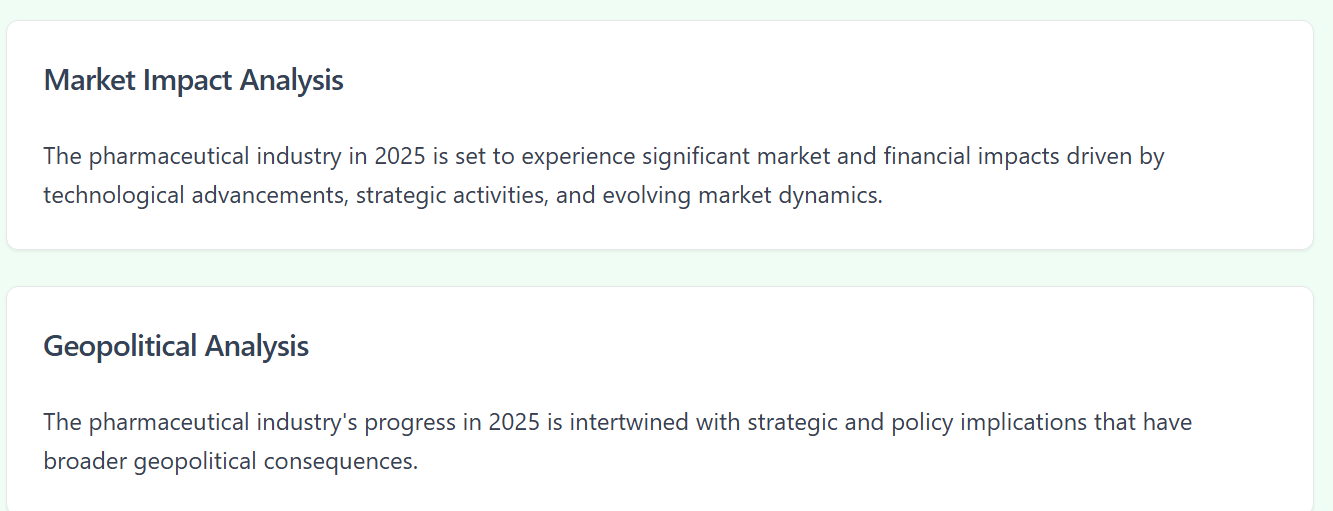 Market Impact Analysis
The pharmaceutical industry in 2025 is set to experience significant market and financial impacts driven by
technological advancements, strategic activities, and evolving market dynamics.
Geopolitical Analysis
The pharmaceutical industry's progress in 2025 is intertwined with strategic and policy implications that have
broader geopolitical consequences.